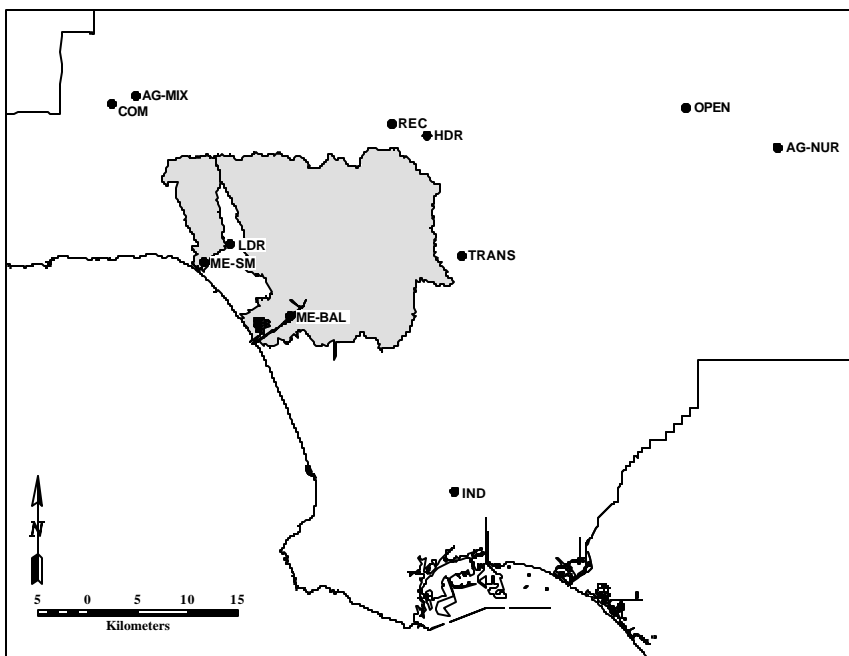 AG-MIX
COM
OPEN
REC
HDR
AG-NUR
LDR
TRANS
ME-SM
ME-BAL
IND
N
5 0 5 10 15
Kilometers